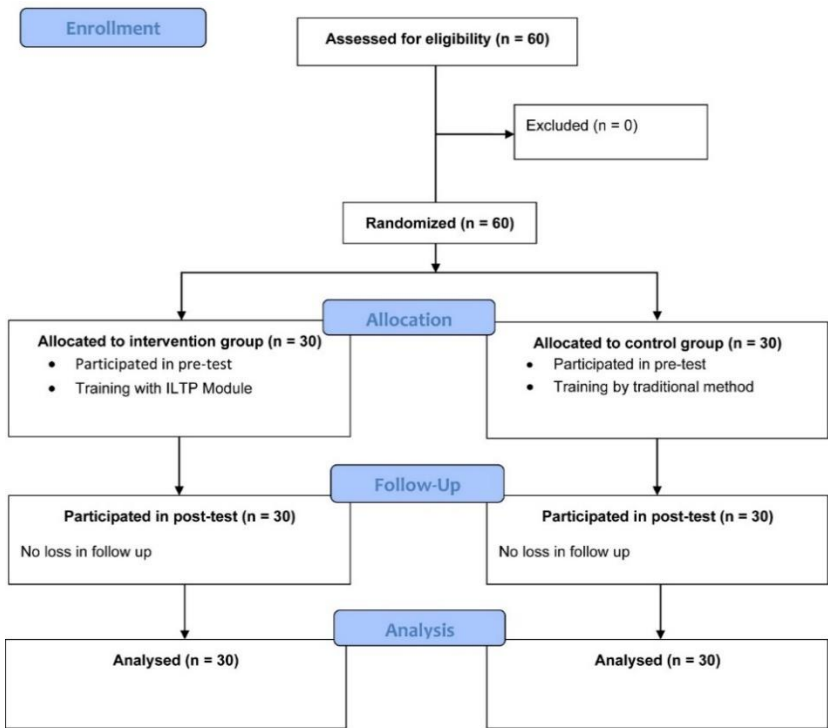 Enrollment
Assessed for eligibility (n = 60)
Excluded (n = 0)
Randomized (n = 60)
Allocation
Allocated to intervention group (n = 30)
• Participated in pre-test
• Training with ILTP Module
Allocated to control group (n = 30)
• Participated in pre-test
• Training by traditional method
Follow-Up
Participated in post-test (n = 30)
No loss in follow up
Participated in post-test (n = 30)
No loss in follow up
Analysis
Analysed (n = 30)
Analysed (n = 30)